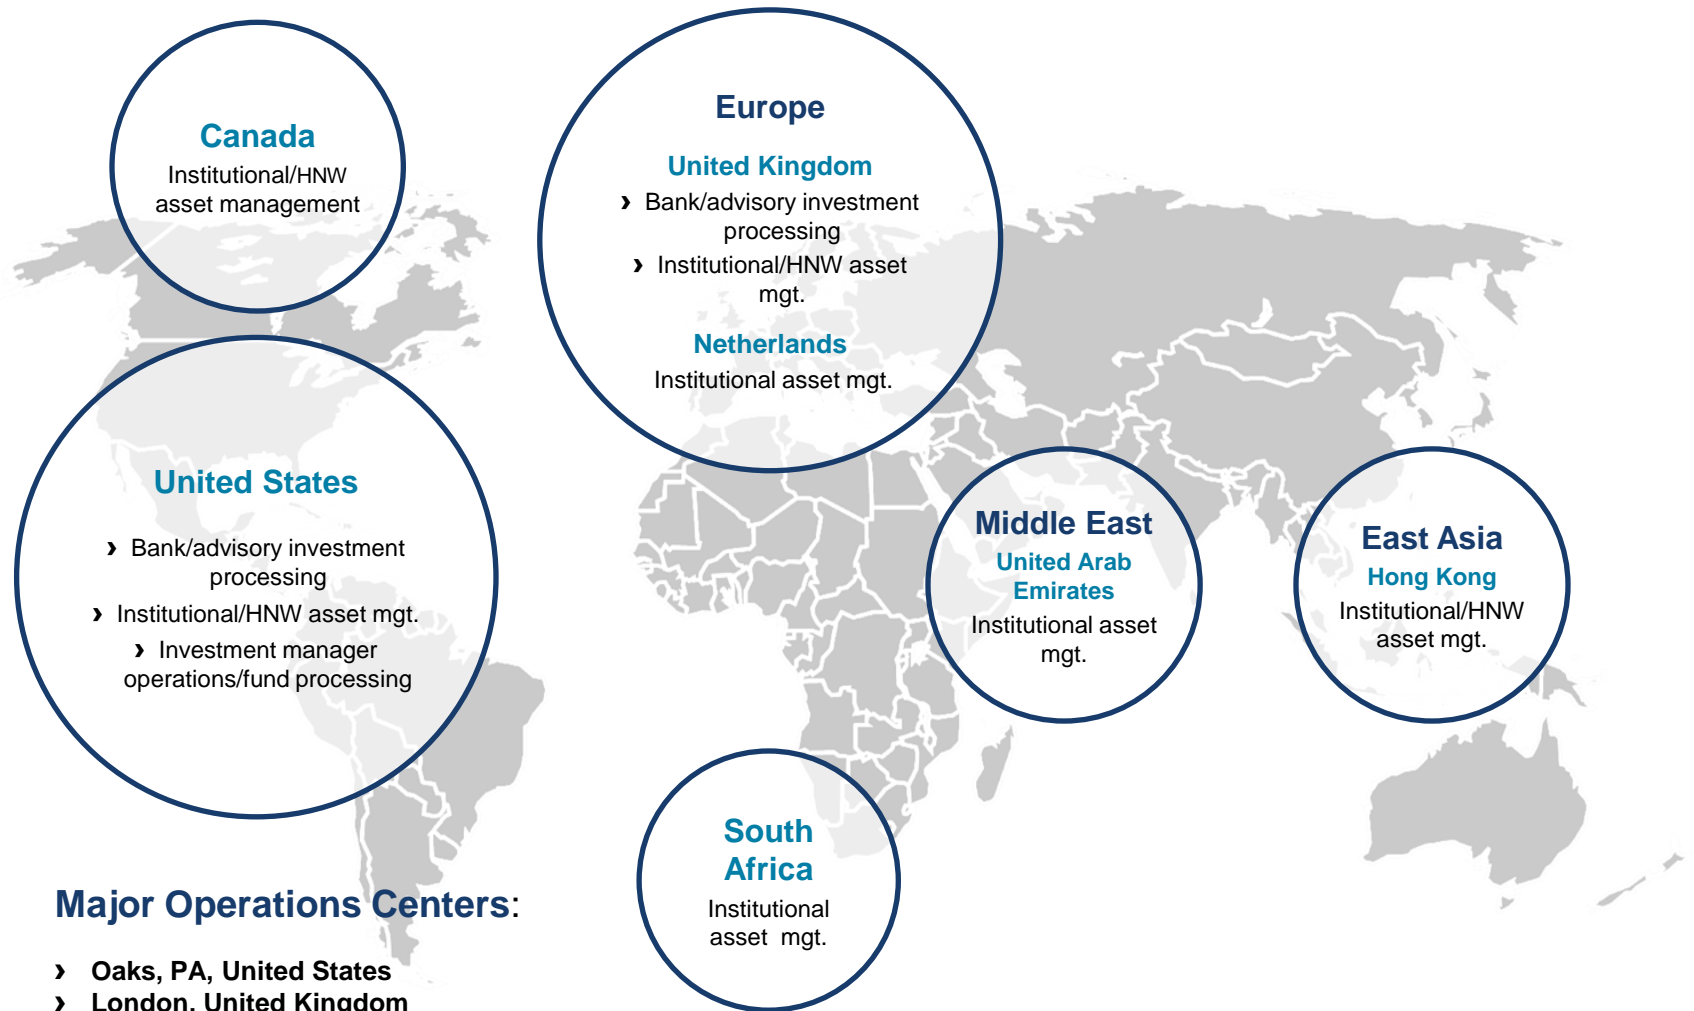 Canada
Institutional/HNW
asset management
Europe
United Kingdom
› Bank/advisory investment
processing
› Institutional/HNW asset
mgt.
Netherlands
Institutional asset mgt.
United States
› Bank/advisory investment
processing
› Institutional/HNW asset mgt.
› Investment manager
operations/fund processing
Middle East
United Arab
Emirates
Institutional asset
mgt.
East Asia
Hong Kong
Institutional/HNW
asset mgt.
South
Africa
Institutional
asset mgt.
Major Operations Centers:
› Oaks, PA, United States
› London, United Kingdom